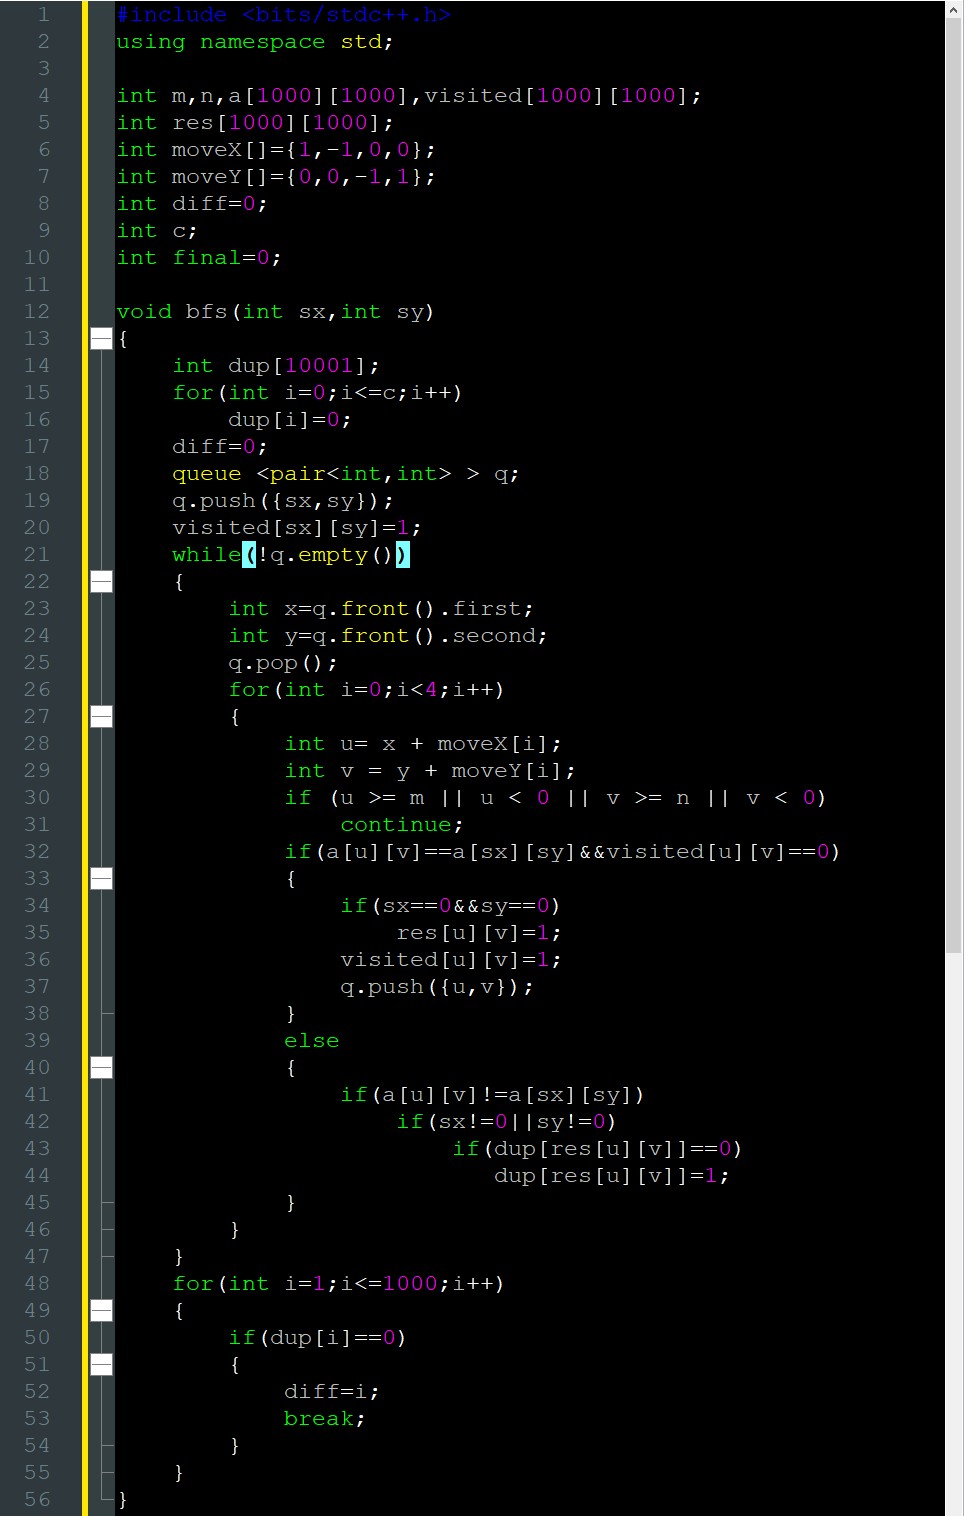 1 #include <bits/stdc++.h>
2 using namespace std;
3
4 int m,n,a[1000][1000],visited[1000][1000];
5 int res[1000][1000];
6 int moveX[]={1,-1,0,0};
7 int moveY[]={0,0,-1,1};
8 int diff=0;
9 int c;
10 int final=0;
11
12 void bfs(int sx,int sy)
13 {
14     int dup[10001];
15     for(int i=0;i<=c;i++)
16         dup[i]=0;
17     diff=0;
18     queue <pair<int,int> > q;
19     q.push({sx,sy});
20     visited[sx][sy]=1;
21     while(!q.empty())
22     {
23         int x=q.front().first;
24         int y=q.front().second;
25         q.pop();
26         for(int i=0;i<4;i++)
27         {
28             int u= x + moveX[i];
29             int v = y + moveY[i];
30             if (u >= m || u < 0 || v >= n || v < 0)
31                 continue;
32             if(a[u][v]==a[sx][sy]&&visited[u][v]==0)
33             {
34                 if(sx==0&&sy==0)
35                     res[u][v]=1;
36                 visited[u][v]=1;
37                 q.push({u,v});
38             }
39             else
40             {
41                 if(a[u][v]!=a[sx][sy])
42                     if(sx!=0||sy!=0)
43                         if(dup[res[u][v]]==0)
44                            dup[res[u][v]]=1;
45             }
46         }
47     }
48     for(int i=1;i<=1000;i++)
49     {
50         if(dup[i]==0)
51         {
52             diff=i;
53             break;
54         }
55     }
56 }